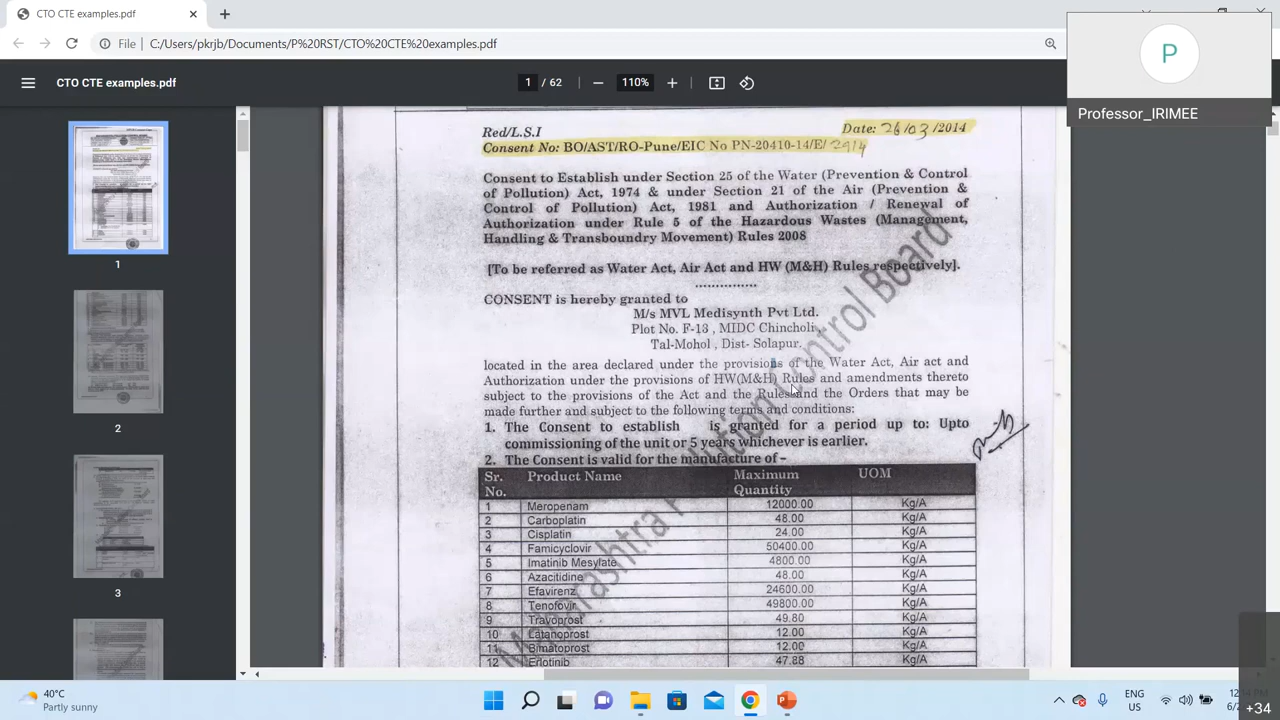 CTO CTE examples.pdf
File C:/Users/pkrjb/Documents/P%20RST/CTO%20CTE%20examples.pdf
P
Professor_IRIMEE
CTO CTE examples.pdf
1 / 62
110%
1
2
3
Red/L.S.I
Date: 26/03/2014
Consent No: BO/AST/RO-Pune/EIC No PN-20410-14/E/
Consent to Establish under Section 25 of the Water (Prevention & Control
of Pollution) Act, 1974 & under Section 21 of the Air (Prevention &
Control of Pollution) Act, 1981 and Authorization / Renewal of
Authorization under Rule 5 of the Hazardous Wastes (Management,
Handling & Transboundry Movement) Rules 2008
[To be referred as Water Act, Air Act and HW (M&H) Rules respectively].
...............
CONSENT is hereby granted to
M/s MVL Medisynth Pvt Ltd.
Plot No. F-13 , MIDC Chincholi,
Tal-Mohol , Dist- Solapur.
located in the area declared under the provisions of the Water Act, Air act and
Authorization under the provisions of HW(M&H) Rules and amendments thereto
subject to the provisions of the Act and the Rules and the Orders that may be
made further and subject to the following terms and conditions:
1. The Consent to establish is granted for a period up to: Upto
commissioning of the unit or 5 years whichever is earlier.
2. The Consent is valid for the manufacture of -
Sr. No. Product Name Maximum Quantity UOM
1 Meropenam 12000.00 Kg/A
2 Carboplatin 48.00 Kg/A
3 Cisplatin 24.00 Kg/A
4 Famicyclovir 50400.00 Kg/A
5 Imatinib Mesylate 4800.00 Kg/A
6 Azacitidine 48.00 Kg/A
7 Efavirenz 24600.00 Kg/A
8 Tenofovir 49800.00 Kg/A
9 Travoprost 49.80 Kg/A
10 Latanoprost 12.00 Kg/A
11 Bimatoprost 12.00 Kg/A
12 Erlotinib 47.88 Kg/A
Maharashtra Pollution Control Board
40°C
Partly sunny
ENG
US
+34